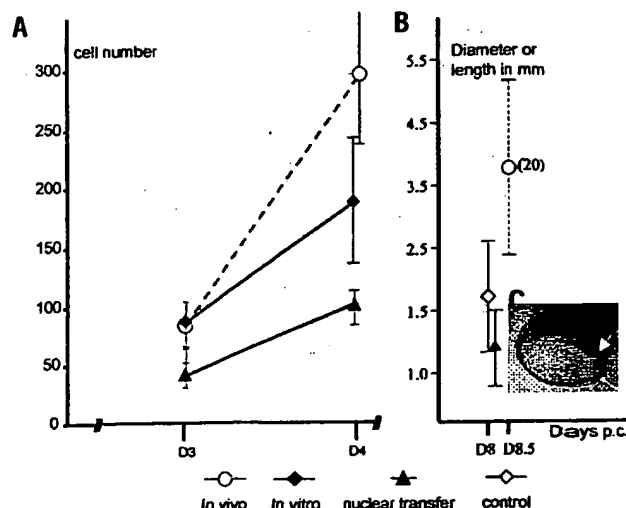 A
cell number
300
250
200
150
100
50
0
D3
D4
B
Diameter or
length in mm
5.5
4.5
3.5
2.5
1.5
1.0
(20)
C
Days p.c.
D8 D8.5
In vivo
In vitro
nuclear transfer
control